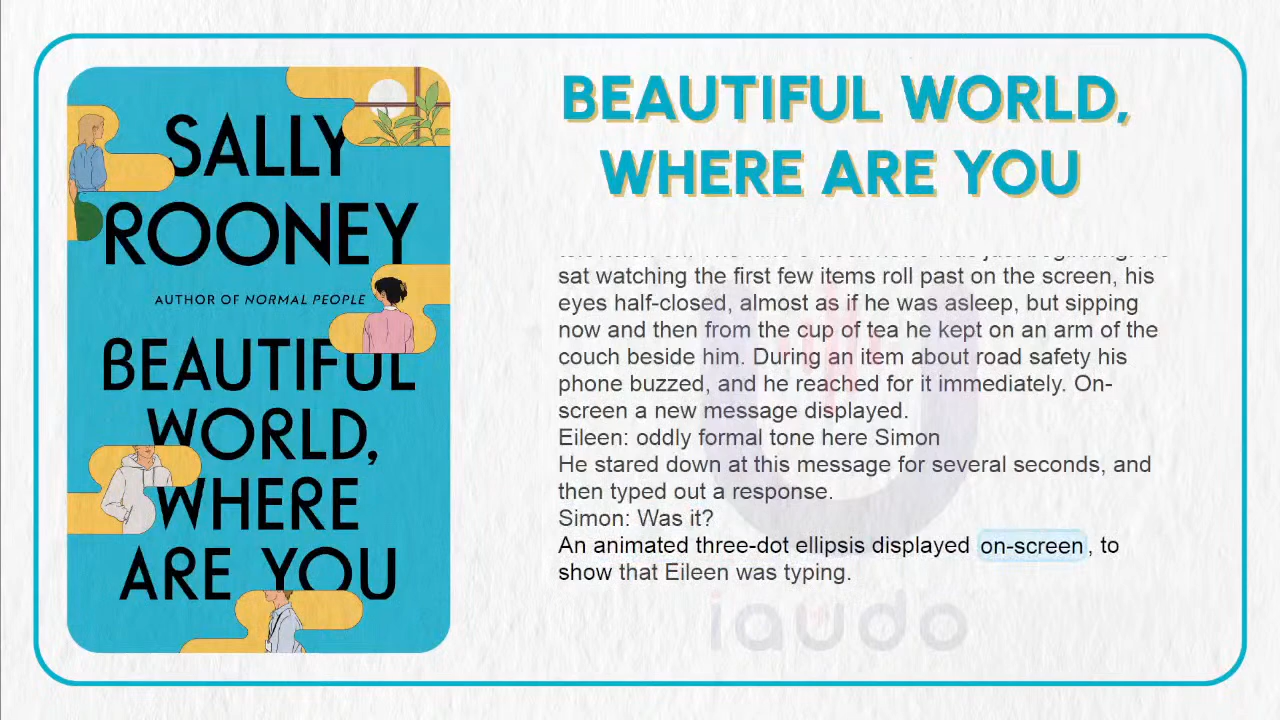 SALLY
ROONEY
AUTHOR OF NORMAL PEOPLE
BEAUTIFUL
WORLD,
WHERE
ARE YOU
BEAUTIFUL WORLD,
WHERE ARE YOU
sat watching the first few items roll past on the screen, his
eyes half-closed, almost as if he was asleep, but sipping
now and then from the cup of tea he kept on an arm of the
couch beside him. During an item about road safety his
phone buzzed, and he reached for it immediately. On-
screen a new message displayed.
Eileen: oddly formal tone here Simon
He stared down at this message for several seconds, and
then typed out a response.
Simon: Was it?
An animated three-dot ellipsis displayed on-screen, to
show that Eileen was typing.
iaudo